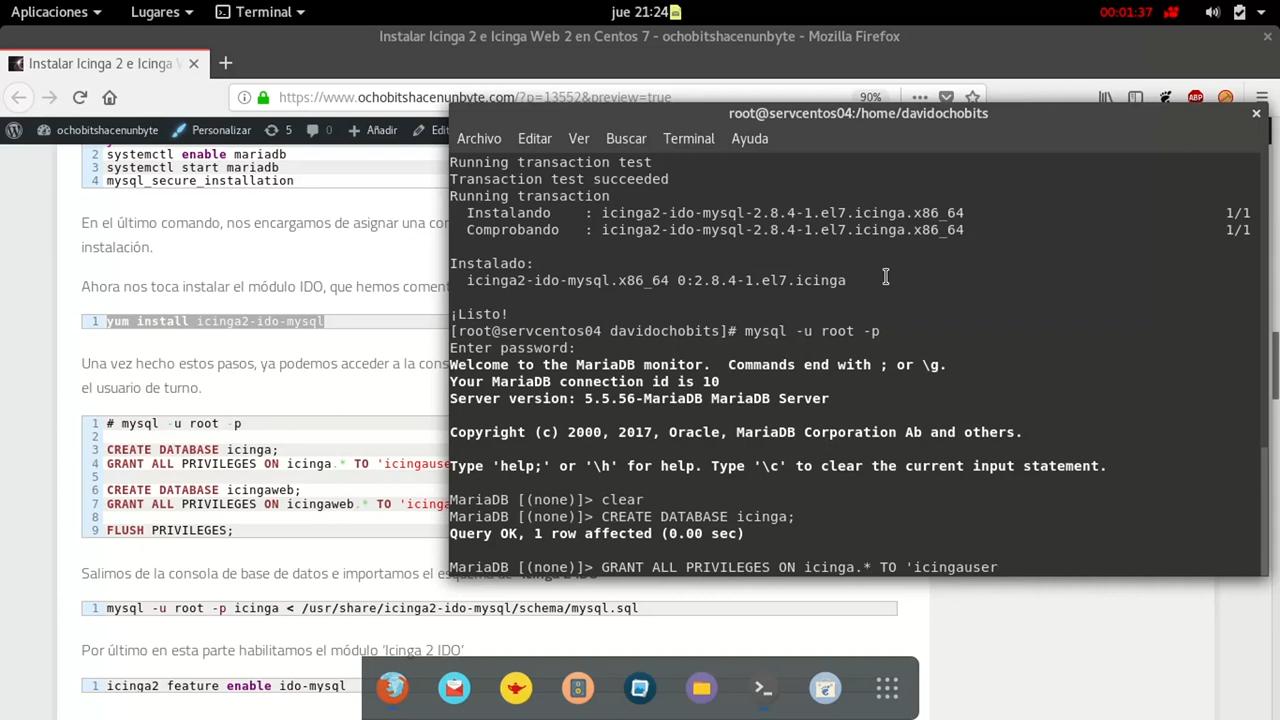 Aplicaciones Lugares Terminal jue 21:24 00:01:37
Instalar Icinga 2 e Icinga Web 2 en Centos 7 - ochobitshacenunbyte - Mozilla Firefox
Instalar Icinga 2 e Icinga
https://www.ochobitshacenunbyte.com/?p=13552&preview=true 90% ABP
ochobitshacenunbyte Personalizar 5 0 Añadir
root@servcentos04:/home/davidochobits
Archivo Editar Ver Buscar Terminal Ayuda
2 systemctl enable mariadb
3 systemctl start mariadb
4 mysql_secure_installation
En el último comando, nos encargamos de asignar una
instalación.
Ahora nos toca instalar el módulo IDO, que hemos
1 yum install icinga2-ido-mysql
Una vez hecho estos pasos, ya podemos acceder a la
el usuario de turno.
1 # mysql -u root -p
2
3 CREATE DATABASE icinga;
4 GRANT ALL PRIVILEGES ON icinga.* TO 'icingause
5
6 CREATE DATABASE icingaweb;
7 GRANT ALL PRIVILEGES ON icingaweb.* TO 'icinga
8
9 FLUSH PRIVILEGES;
Salimos de la consola de base de datos e importamos el
1 mysql -u root -p icinga < /usr/share/icinga2-ido-mysql/schema/mysql.sql
Por último en esta parte habilitamos el módulo ‘Icinga 2 IDO’
1 icinga2 feature enable ido-mysql
Running transaction test
Transaction test succeeded
Running transaction
Instalando : icinga2-ido-mysql-2.8.4-1.el7.icinga.x86_64 1/1
Comprobando : icinga2-ido-mysql-2.8.4-1.el7.icinga.x86_64 1/1
Instalado:
icinga2-ido-mysql.x86_64 0:2.8.4-1.el7.icinga
¡Listo!
[root@servcentos04 davidochobits]# mysql -u root -p
Enter password:
Welcome to the MariaDB monitor.  Commands end with ; or \g.
Your MariaDB connection id is 10
Server version: 5.5.56-MariaDB MariaDB Server
Copyright (c) 2000, 2017, Oracle, MariaDB Corporation Ab and others.
Type 'help;' or '\h' for help. Type '\c' to clear the current input statement.
MariaDB [(none)]> clear
MariaDB [(none)]> CREATE DATABASE icinga;
Query OK, 1 row affected (0.00 sec)
MariaDB [(none)]> GRANT ALL PRIVILEGES ON icinga.* TO 'icingauser